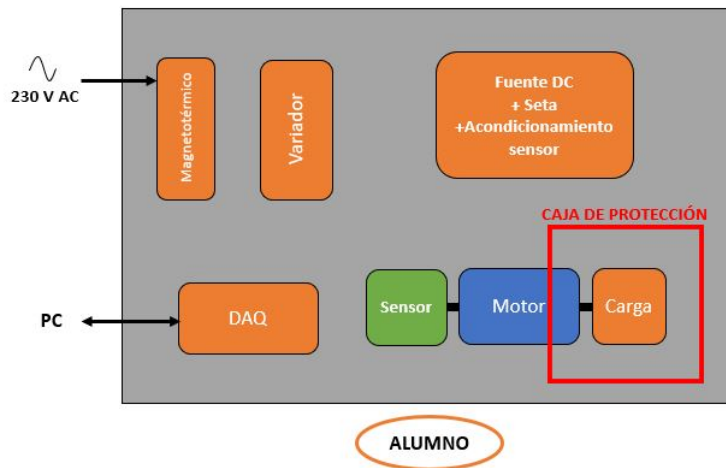 230 V AC
Magnetotérmico
Variador
Fuente DC
+ Seta
+Acondicionamiento
sensor
CAJA DE PROTECCIÓN
PC
DAQ
Sensor
Motor
Carga
ALUMNO